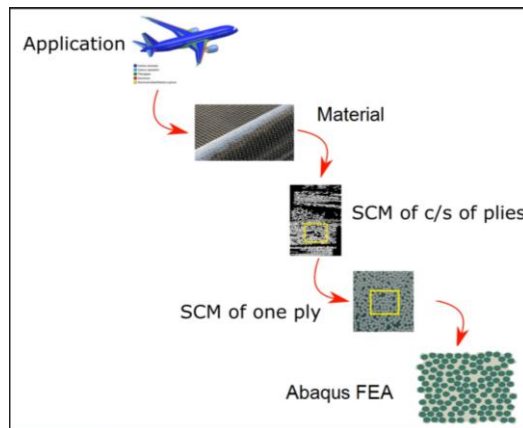 Application
Material
SCM of c/s of plies
SCM of one ply
Abaqus FEA